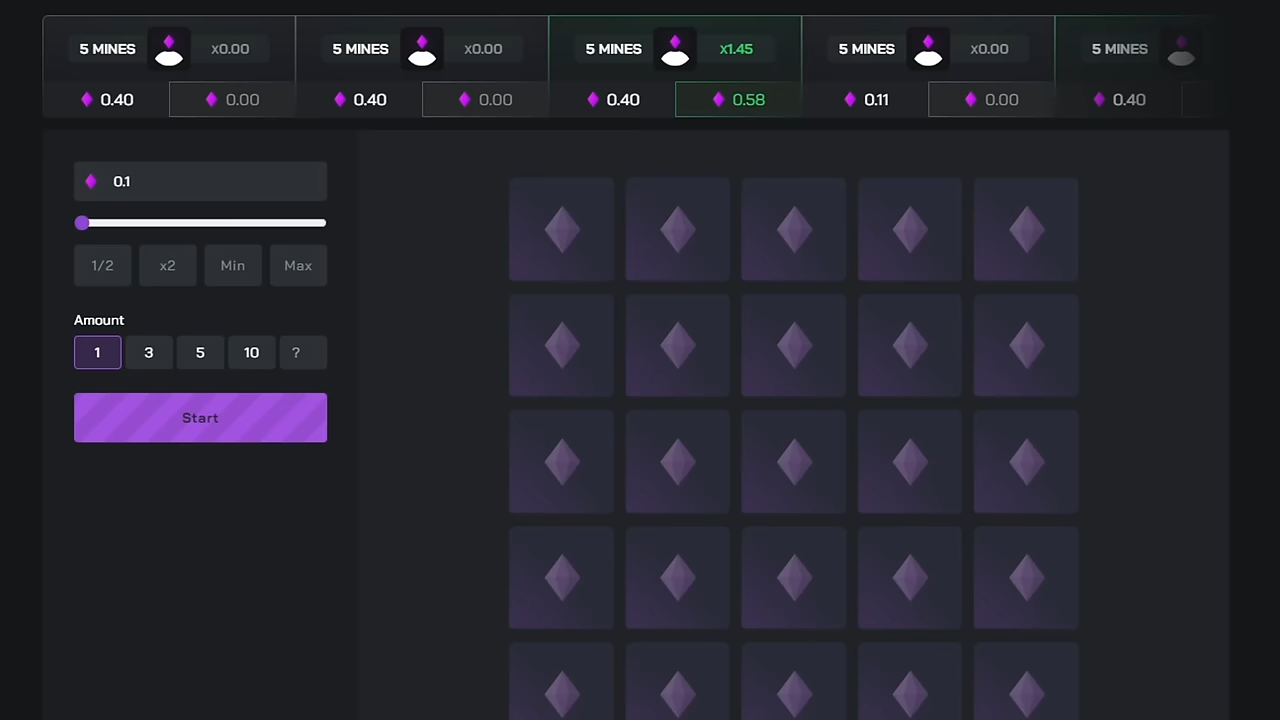 5 MINES x0.00 5 MINES x0.00 5 MINES x1.45 5 MINES x0.00 5 MINES
0.40 0.00 0.40 0.00 0.40 0.58 0.11 0.00 0.40
0.1
1/2 x2 Min Max
Amount
1 3 5 10 ?
Start